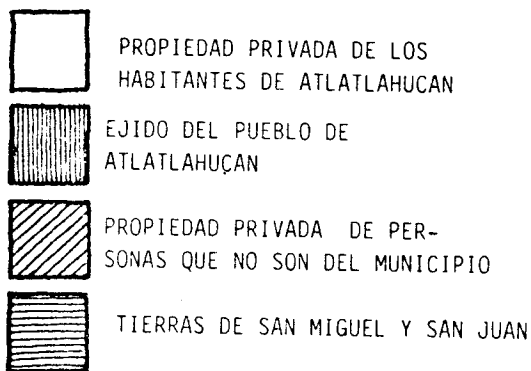 PROPIEDAD PRIVADA DE LOS
HABITANTES DE ATLATLAHUCAN
EJIDO DEL PUEBLO DE
ATLATLAHUÇAN
PROPIEDAD PRIVADA DE PER-
SONAS QUE NO SON DEL MUNICIPIO
TIERRAS DE SAN MIGUEL Y SAN JUAN